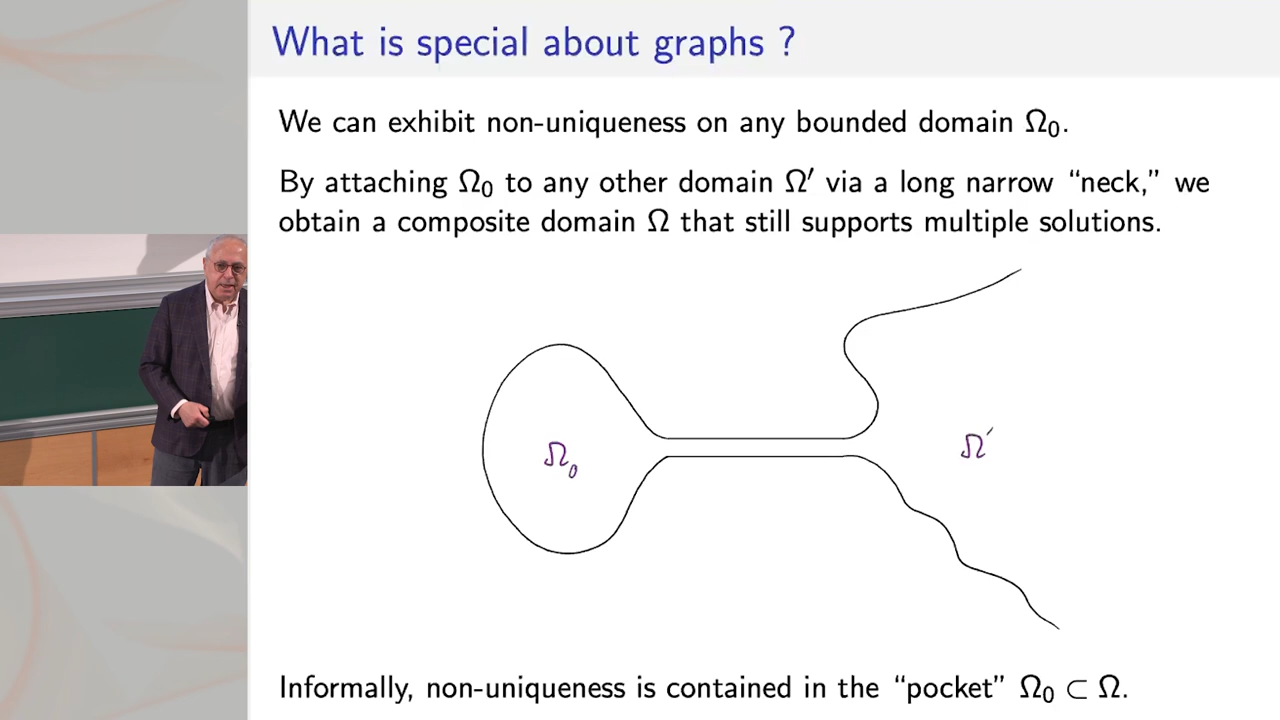 What is special about graphs ?
We can exhibit non-uniqueness on any bounded domain Ω₀.
By attaching Ω₀ to any other domain Ω′ via a long narrow “neck,” we
obtain a composite domain Ω that still supports multiple solutions.
Ω₀
Ω′
Informally, non-uniqueness is contained in the “pocket” Ω₀ ⊂ Ω.